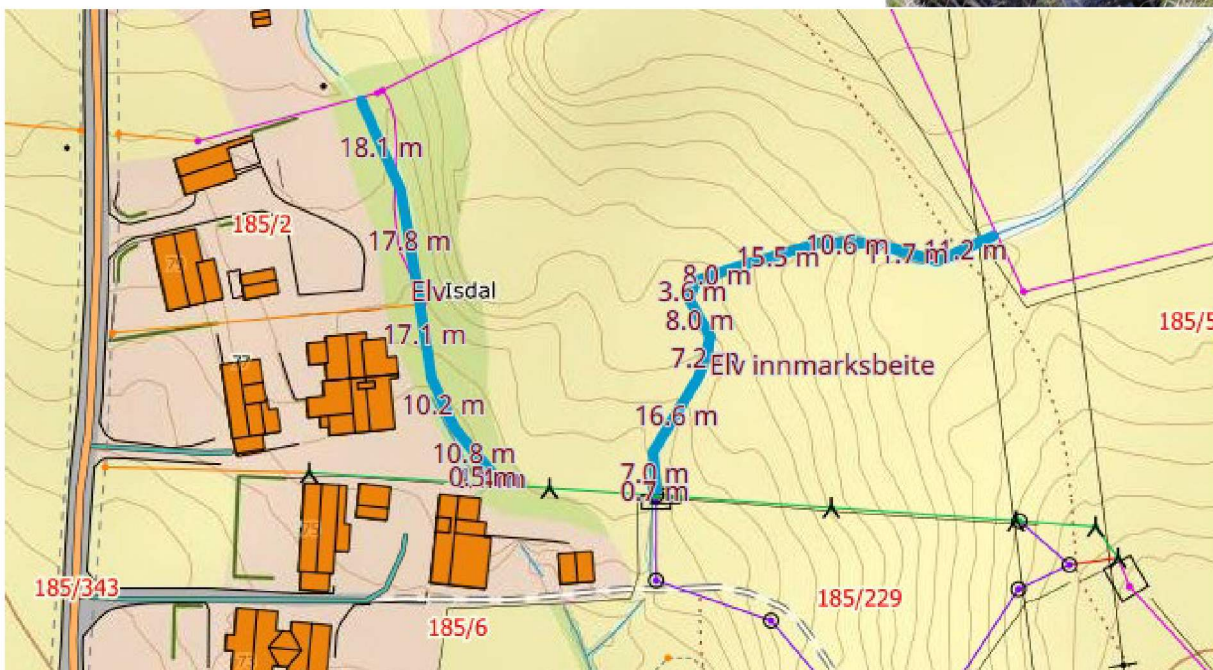 18.1 m
185/2
17.8 m
10.6 m
11.2 m
15.5 m
11.7 m
8.0 m
Elv
Isdal
3.6 m
8.0 m
185/5
17.1 m
7.2
Elv innmarksbeite
10.2 m
16.6 m
10.8 m
7.0 m
0.5 m
0.7 m
75
185/343
185/229
185/6
73